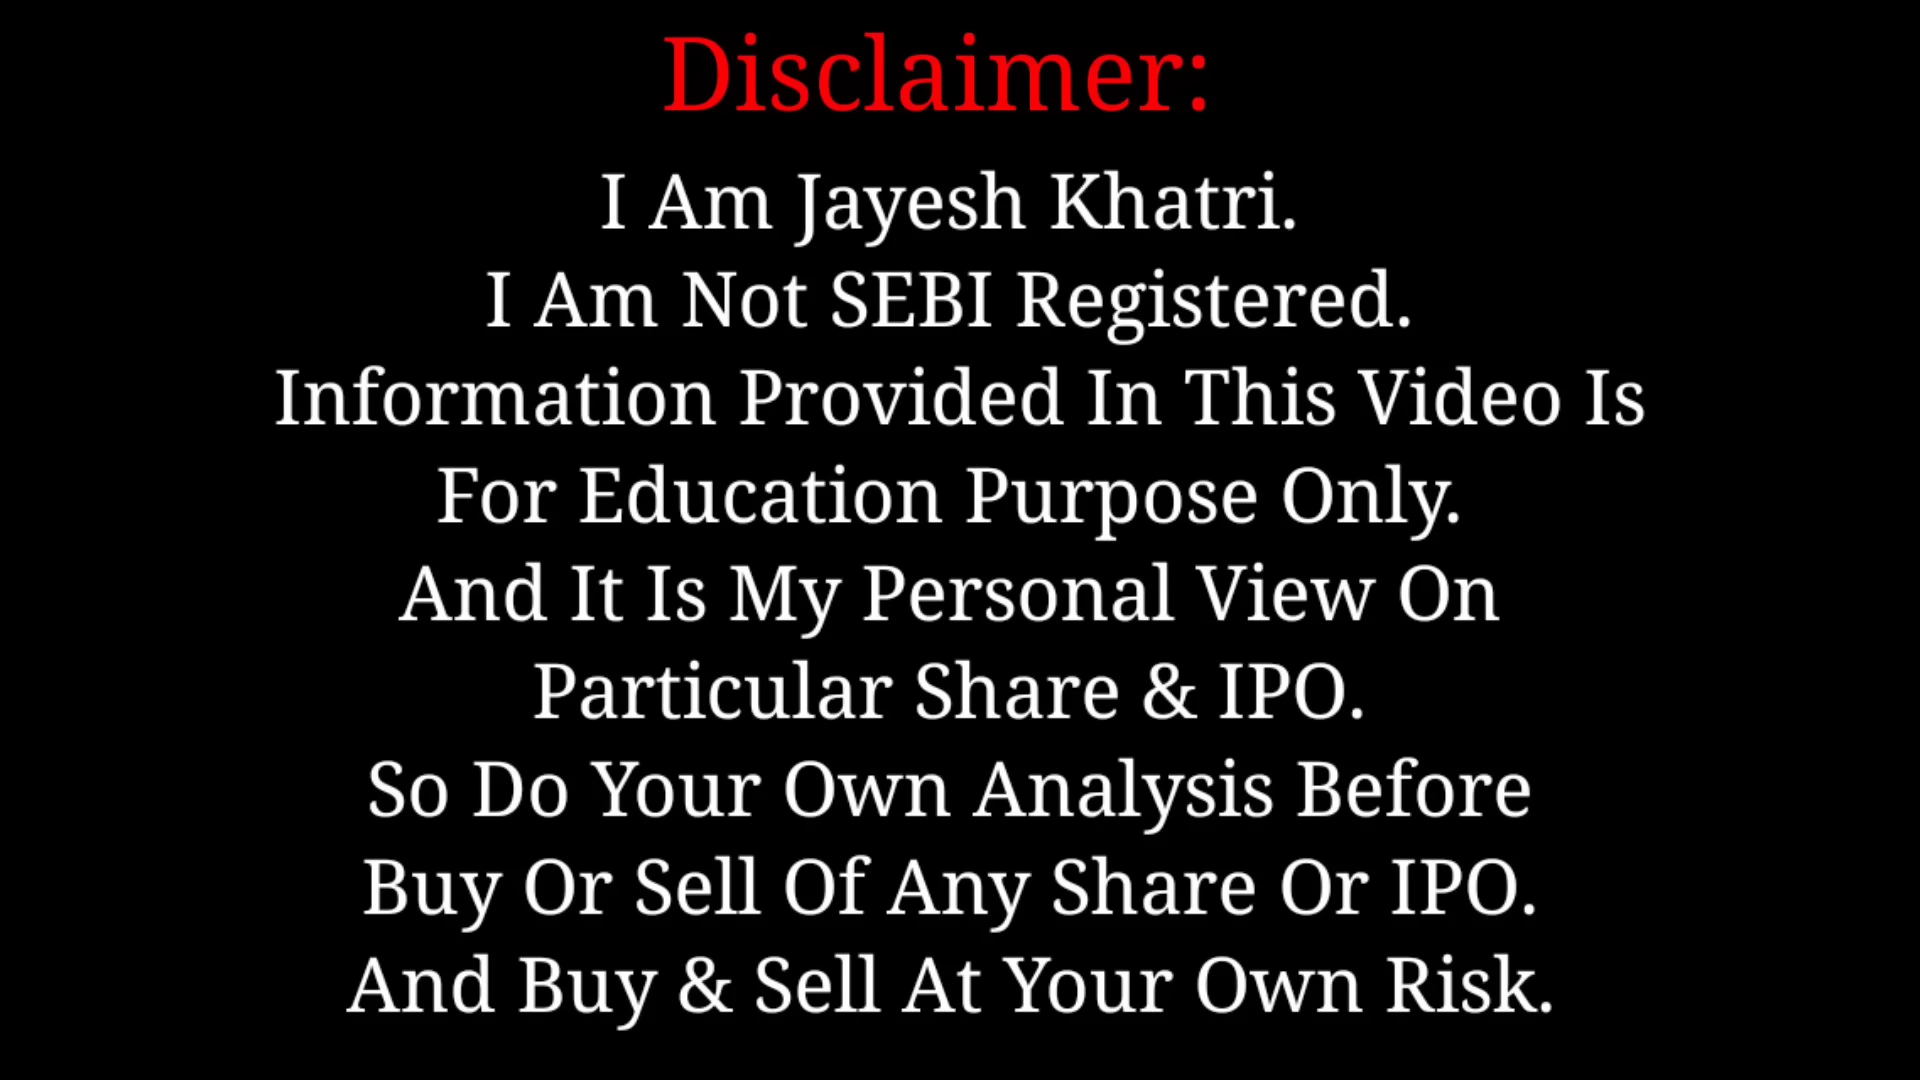 Disclaimer:
I Am Jayesh Khatri.
I Am Not SEBI Registered.
Information Provided In This Video Is
For Education Purpose Only.
And It Is My Personal View On
Particular Share & IPO.
So Do Your Own Analysis Before
Buy Or Sell Of Any Share Or IPO.
And Buy & Sell At Your Own Risk.